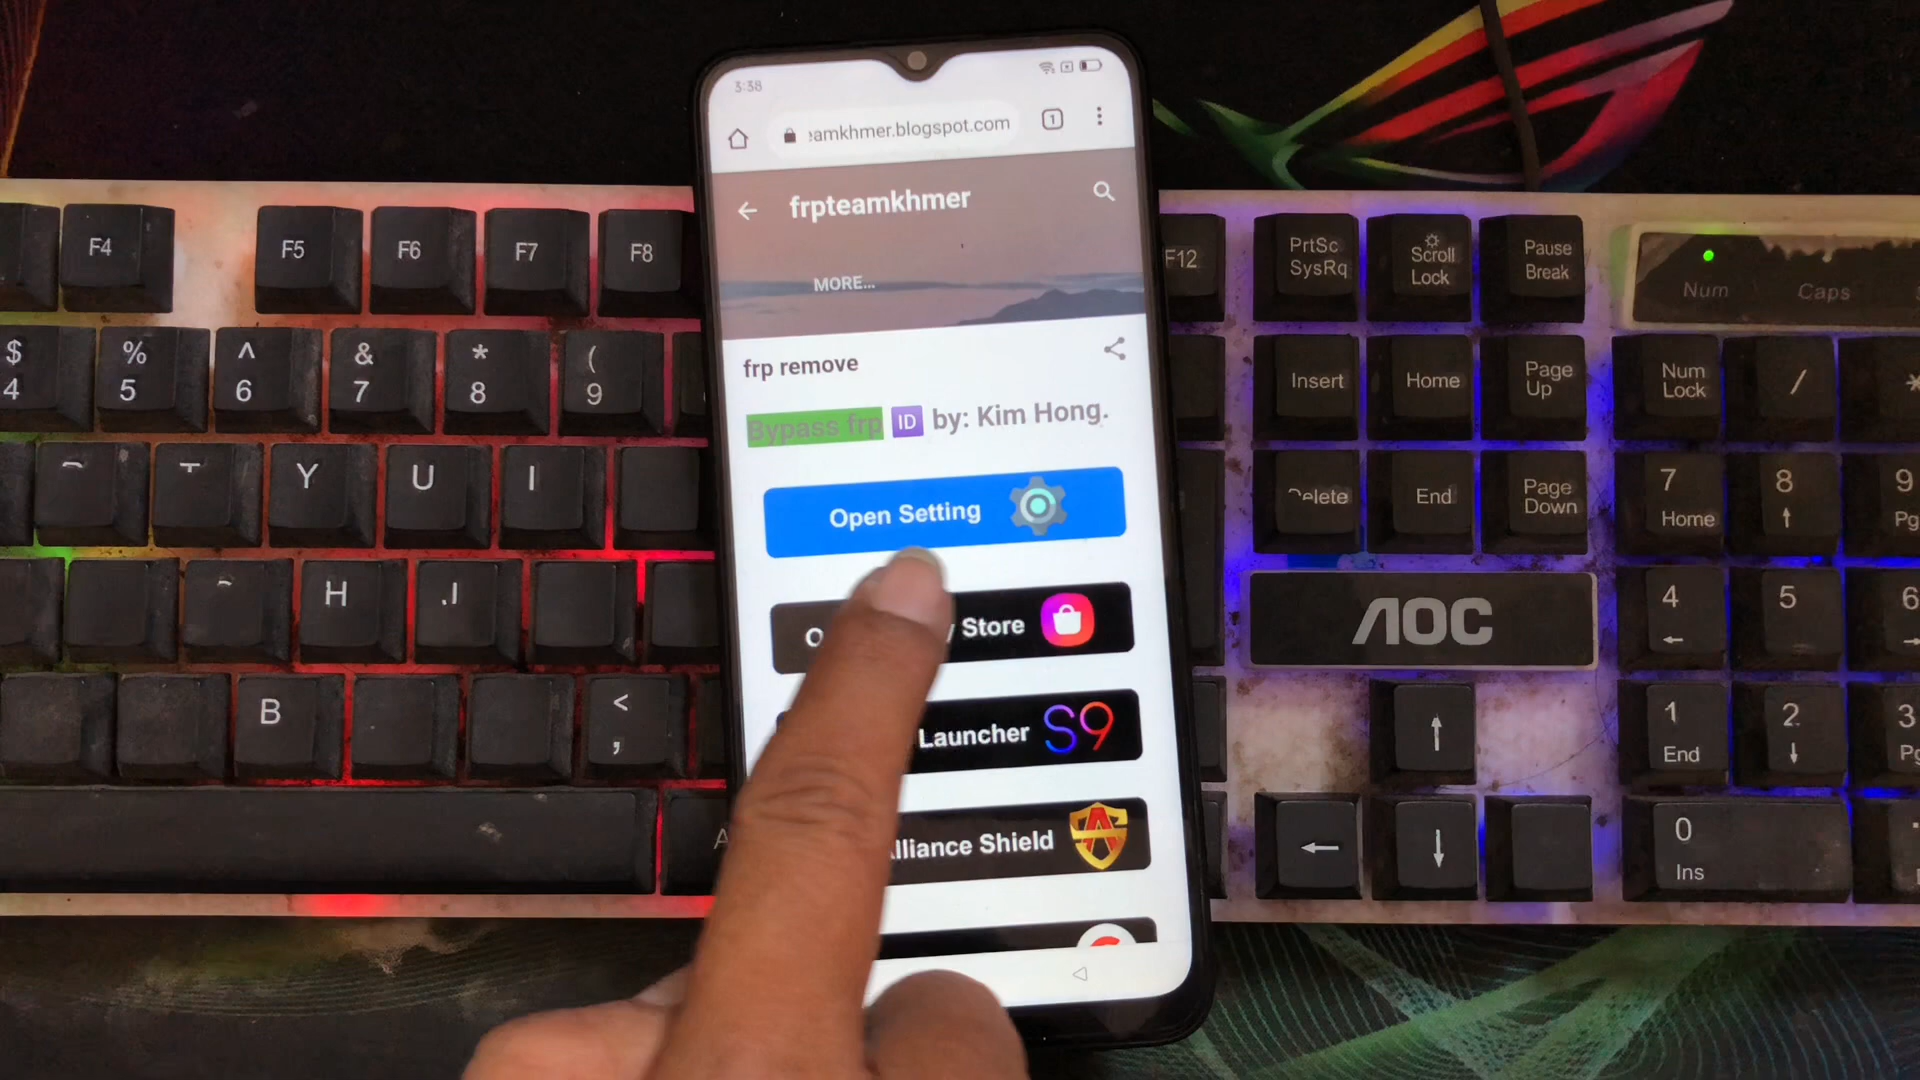 3:38
eamkhmer.blogspot.com
1
frpteamkhmer
MORE...
frp remove
Bypass frp ID by: Kim Hong.
Open Setting
Store
Launcher S9
lliance Shield
F4 F5 F6 F7 F8 F12
PrtSc SysRq
Scroll Lock
Pause Break
Num Caps
$ 4 % 5 ^ 6 & 7 * 8 ( 9
Insert Home Page Up
Num Lock / *
Y U I
Delete End Page Down
7 Home 8 ↑ 9 Pg
H J
AOC
4 ← 5 6 →
B < ,
↑
1 End 2 ↓ 3 Pg
← ↓
0 Ins